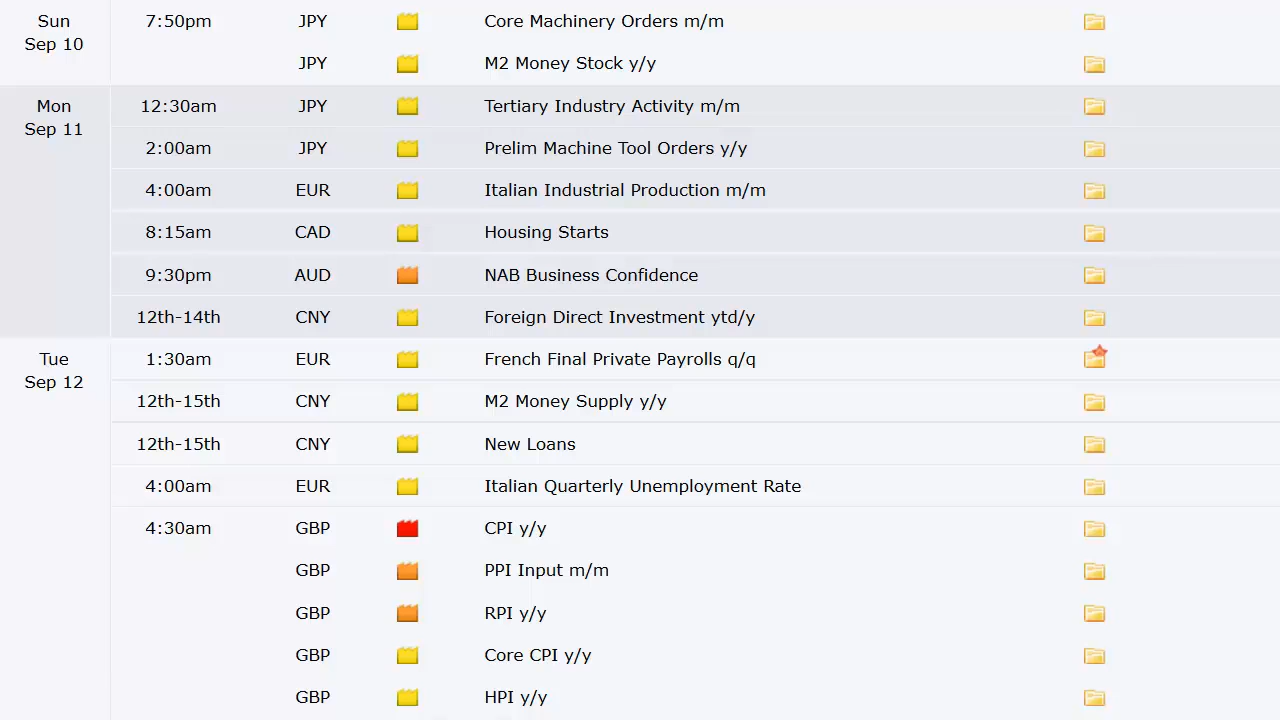 Sun 7:50pm JPY Core Machinery Orders m/m
Sep 10
JPY M2 Money Stock y/y
Mon 12:30am JPY Tertiary Industry Activity m/m
Sep 11
2:00am JPY Prelim Machine Tool Orders y/y
4:00am EUR Italian Industrial Production m/m
8:15am CAD Housing Starts
9:30pm AUD NAB Business Confidence
12th-14th CNY Foreign Direct Investment ytd/y
Tue 1:30am EUR French Final Private Payrolls q/q
Sep 12
12th-15th CNY M2 Money Supply y/y
12th-15th CNY New Loans
4:00am EUR Italian Quarterly Unemployment Rate
4:30am GBP CPI y/y
GBP PPI Input m/m
GBP RPI y/y
GBP Core CPI y/y
GBP HPI y/y